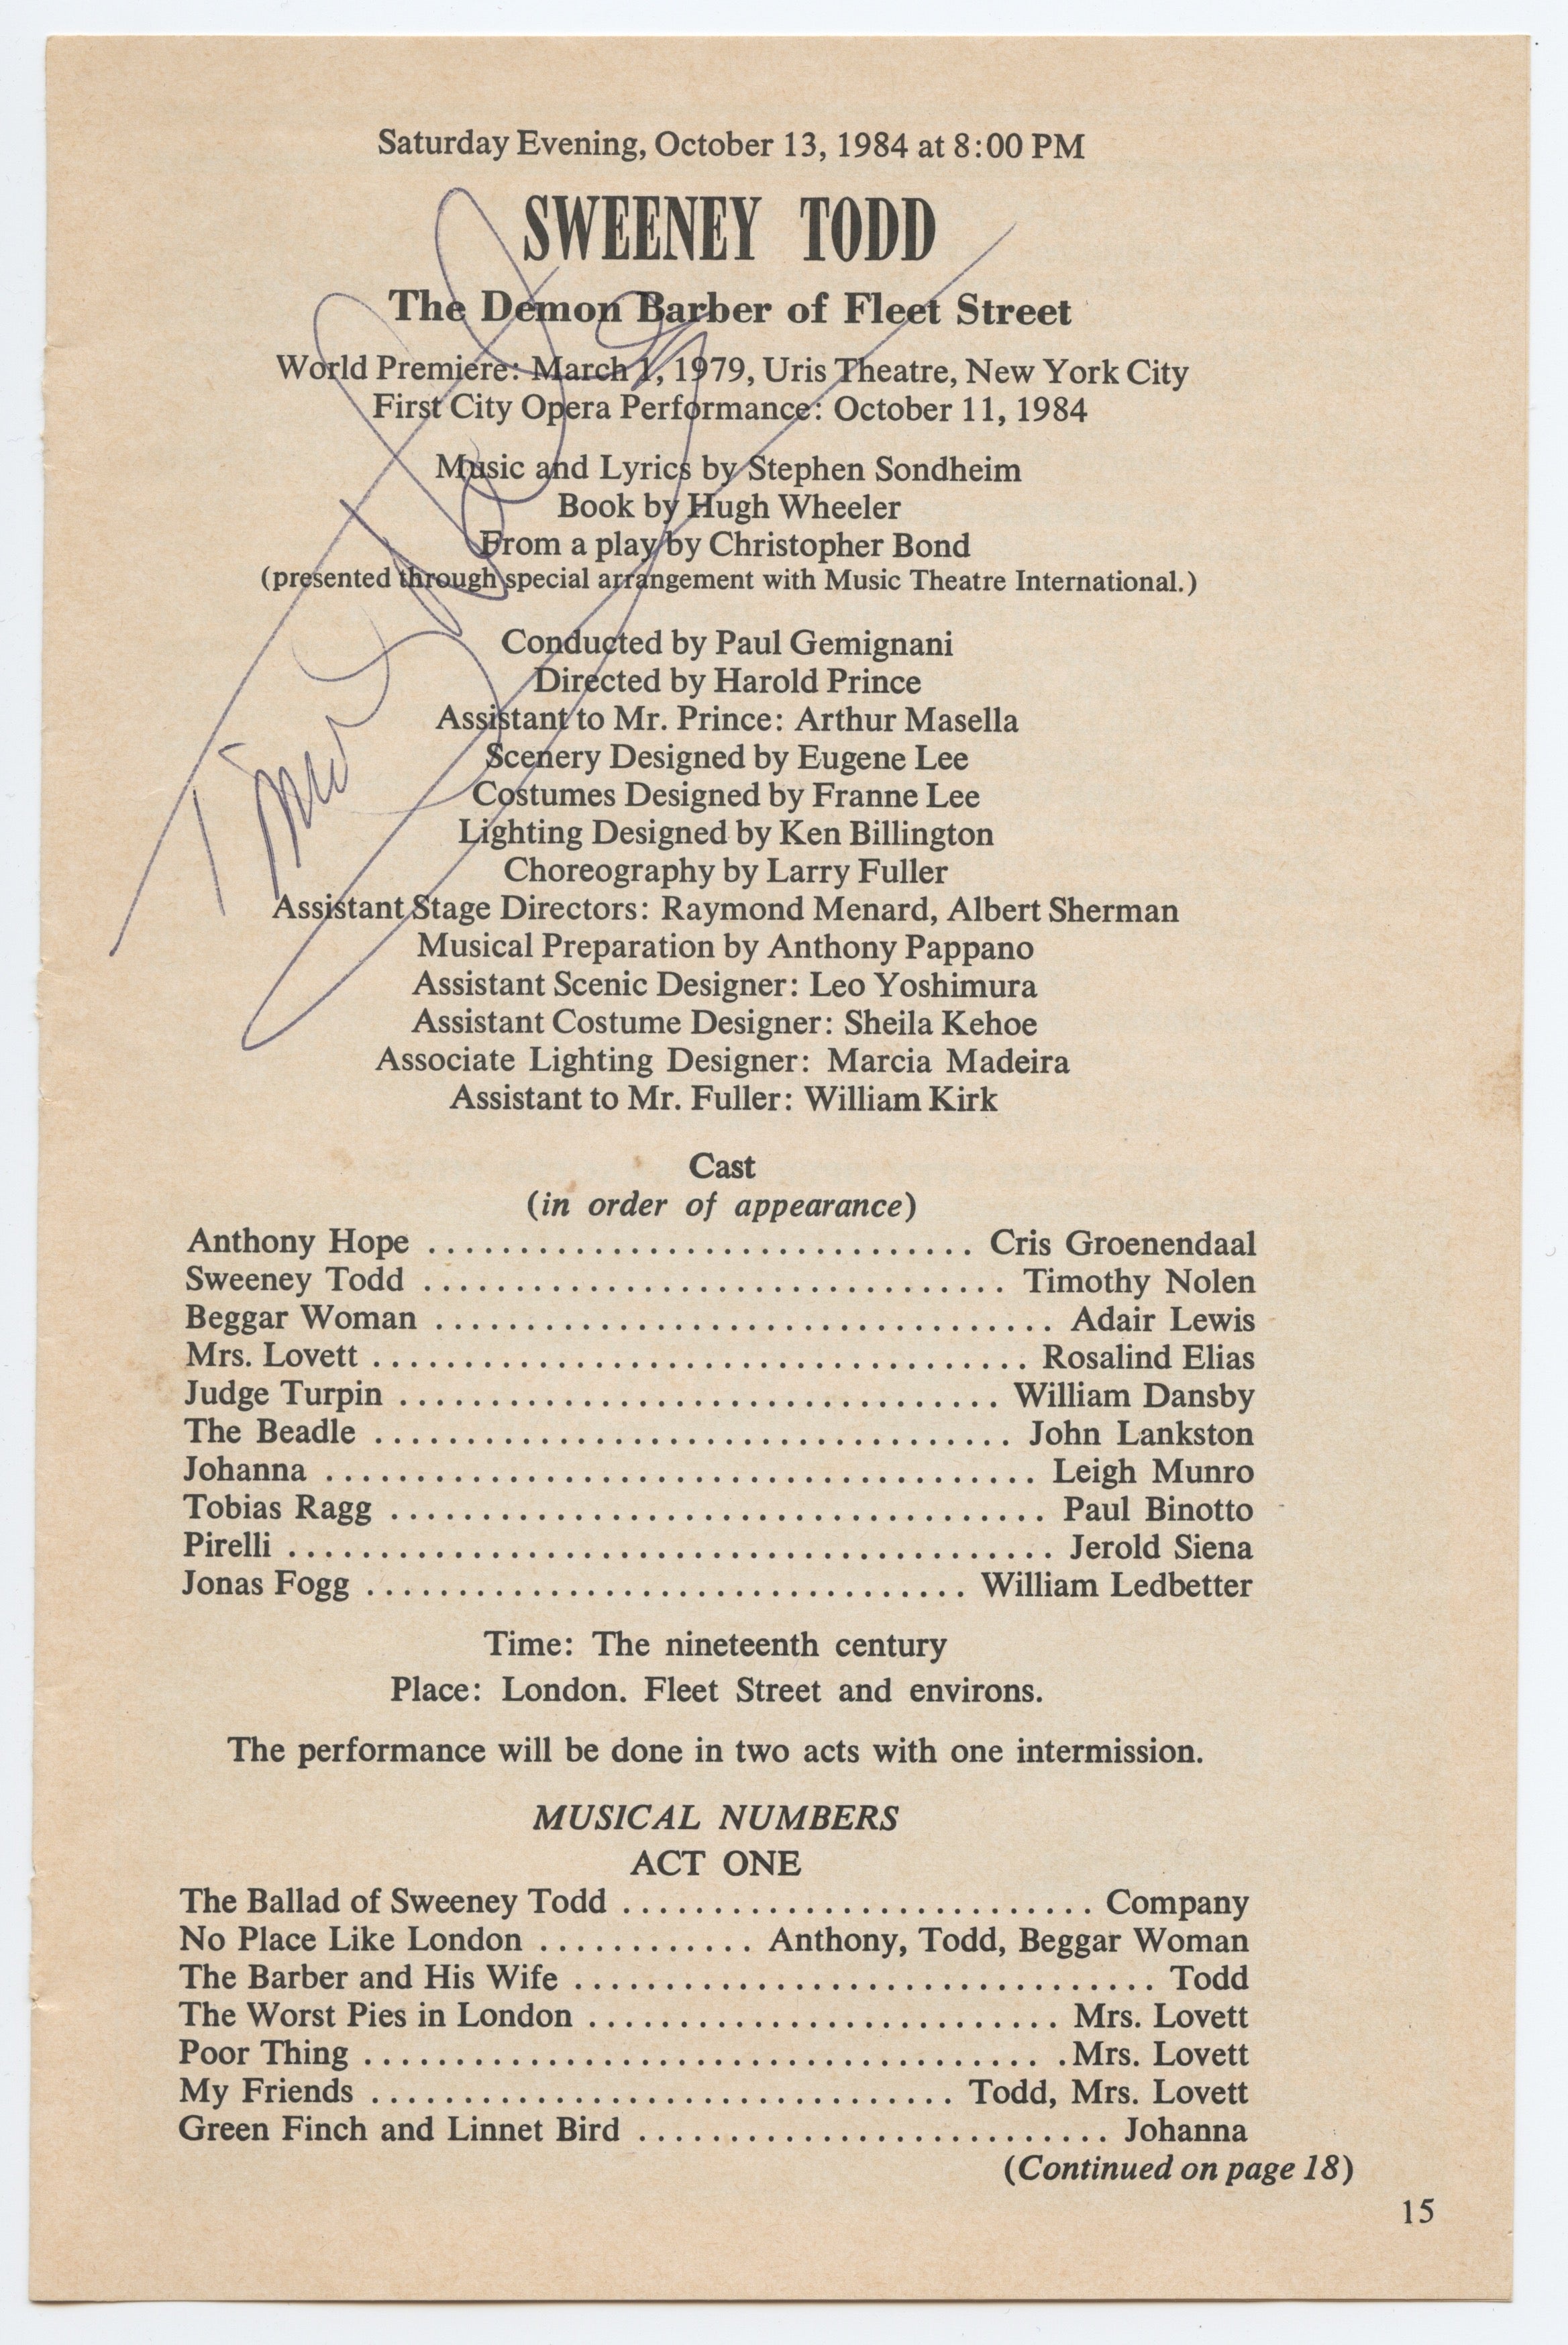 Saturday Evening, October 13, 1984 at 8:00 PM
SWEENEY TODD
The Demon Barber of Fleet Street
World Premiere: March 1, 1979, Uris Theatre, New York City
First City Opera Performance: October 11, 1984
Music and Lyrics by Stephen Sondheim
Book by Hugh Wheeler
From a play by Christopher Bond
(presented through special arrangement with Music Theatre International.)
Conducted by Paul Gemignani
Directed by Harold Prince
Assistant to Mr. Prince: Arthur Masella
Scenery Designed by Eugene Lee
Costumes Designed by Franne Lee
Lighting Designed by Ken Billington
Choreography by Larry Fuller
Assistant Stage Directors: Raymond Menard, Albert Sherman
Musical Preparation by Anthony Pappano
Assistant Scenic Designer: Leo Yoshimura
Assistant Costume Designer: Sheila Kehoe
Associate Lighting Designer: Marcia Madeira
Assistant to Mr. Fuller: William Kirk
Cast
(in order of appearance)
Anthony Hope ............................... Cris Groenendaal
Sweeney Todd ................................ Timothy Nolen
Beggar Woman ................................. Adair Lewis
Mrs. Lovett .................................... Rosalind Elias
Judge Turpin ................................. William Dansby
The Beadle ................................... John Lankston
Johanna ....................................... Leigh Munro
Tobias Ragg .................................... Paul Binotto
Pirelli .......................................... Jerold Siena
Jonas Fogg ................................. William Ledbetter
Time: The nineteenth century
Place: London. Fleet Street and environs.
The performance will be done in two acts with one intermission.
MUSICAL NUMBERS
ACT ONE
The Ballad of Sweeney Todd .......................... Company
No Place Like London ............ Anthony, Todd, Beggar Woman
The Barber and His Wife ................................ Todd
The Worst Pies in London .......................... Mrs. Lovett
Poor Thing ...................................... Mrs. Lovett
My Friends ................................ Todd, Mrs. Lovett
Green Finch and Linnet Bird .......................... Johanna
(Continued on page 18)
15